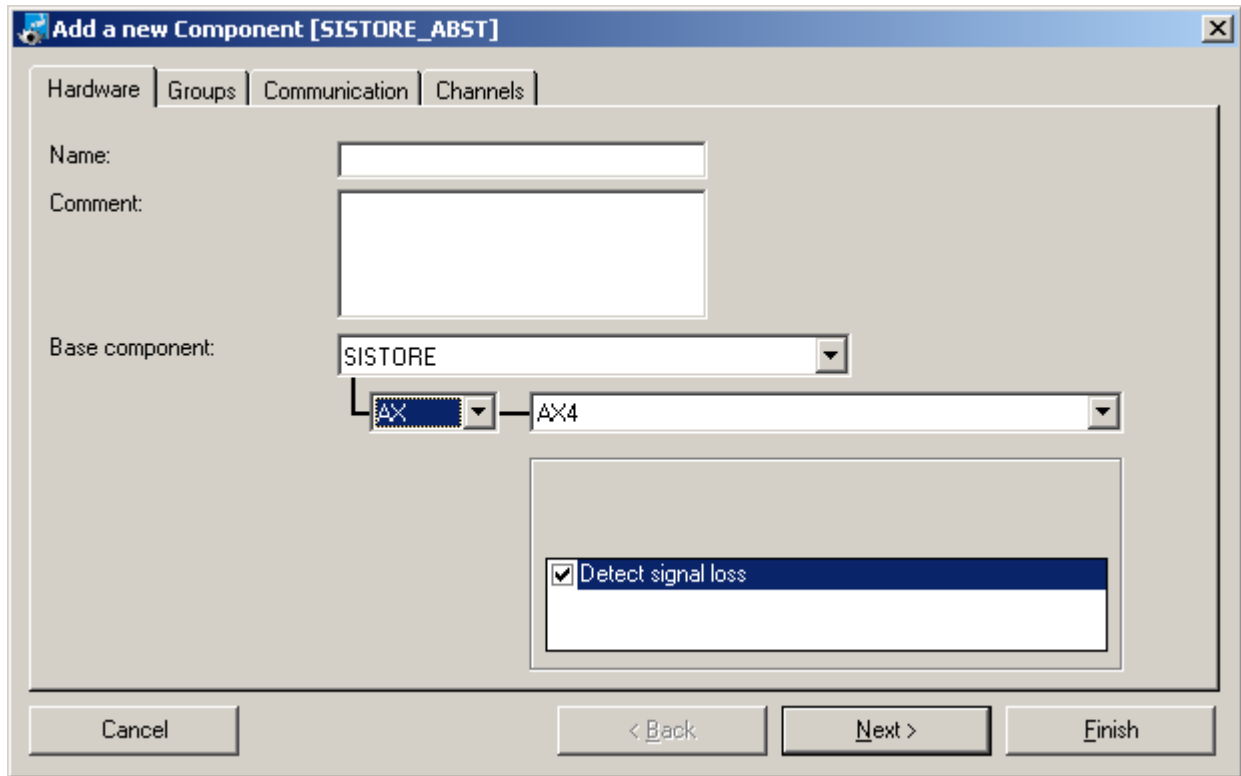 Add a new Component [SISTORE_ABST]
Hardware Groups Communication Channels
Name:
Comment:
Base component:
SISTORE
AX AX4
Detect signal loss
Cancel < Back Next > Finish